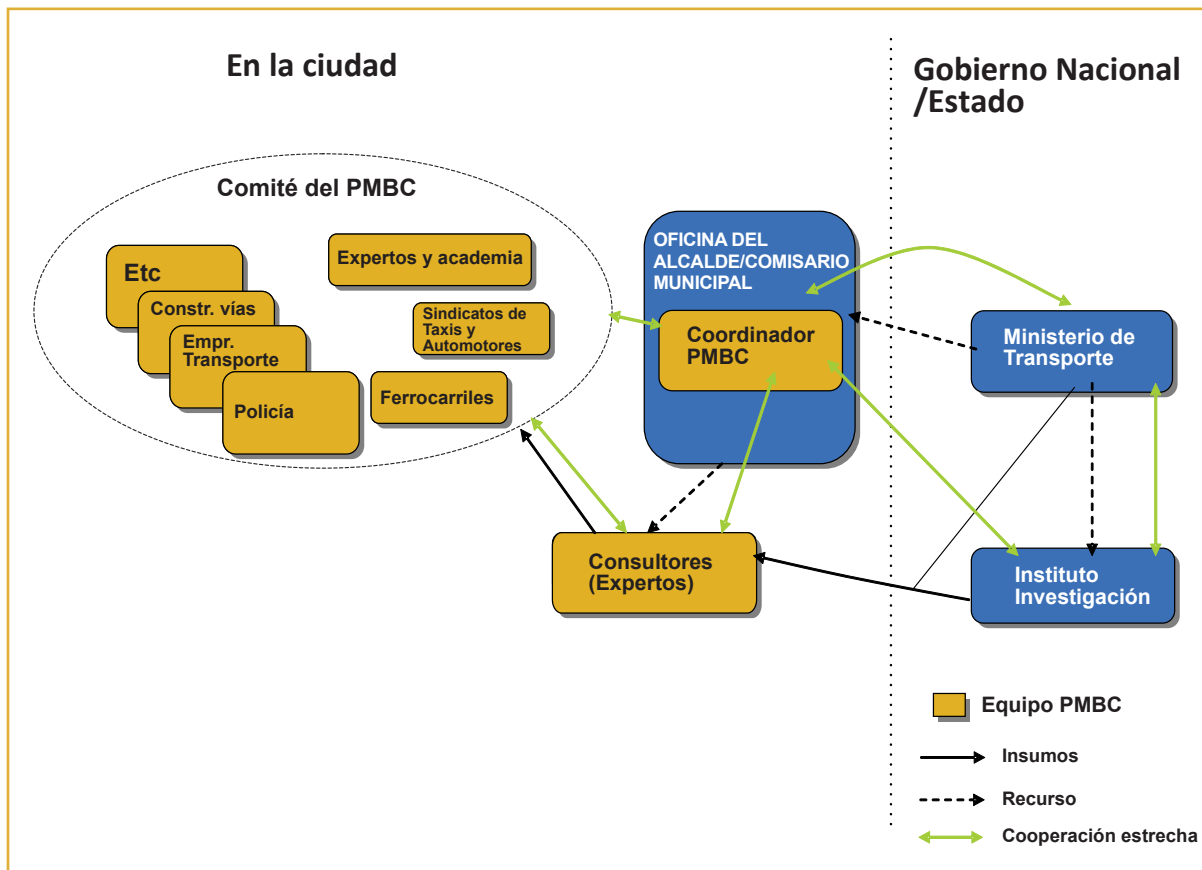 En la ciudad
Gobierno Nacional
/Estado
Comité del PMBC
Etc
Constr. vías
Empr.
Transporte
Policía
Expertos y academia
Sindicatos de
Taxis y
Automotores
Ferrocarriles
OFICINA DEL
ALCALDE/COMISARIO
MUNICIPAL
Coordinador
PMBC
Ministerio de
Transporte
Consultores
(Expertos)
Instituto
Investigación
Equipo PMBC
Insumos
Recurso
Cooperación estrecha